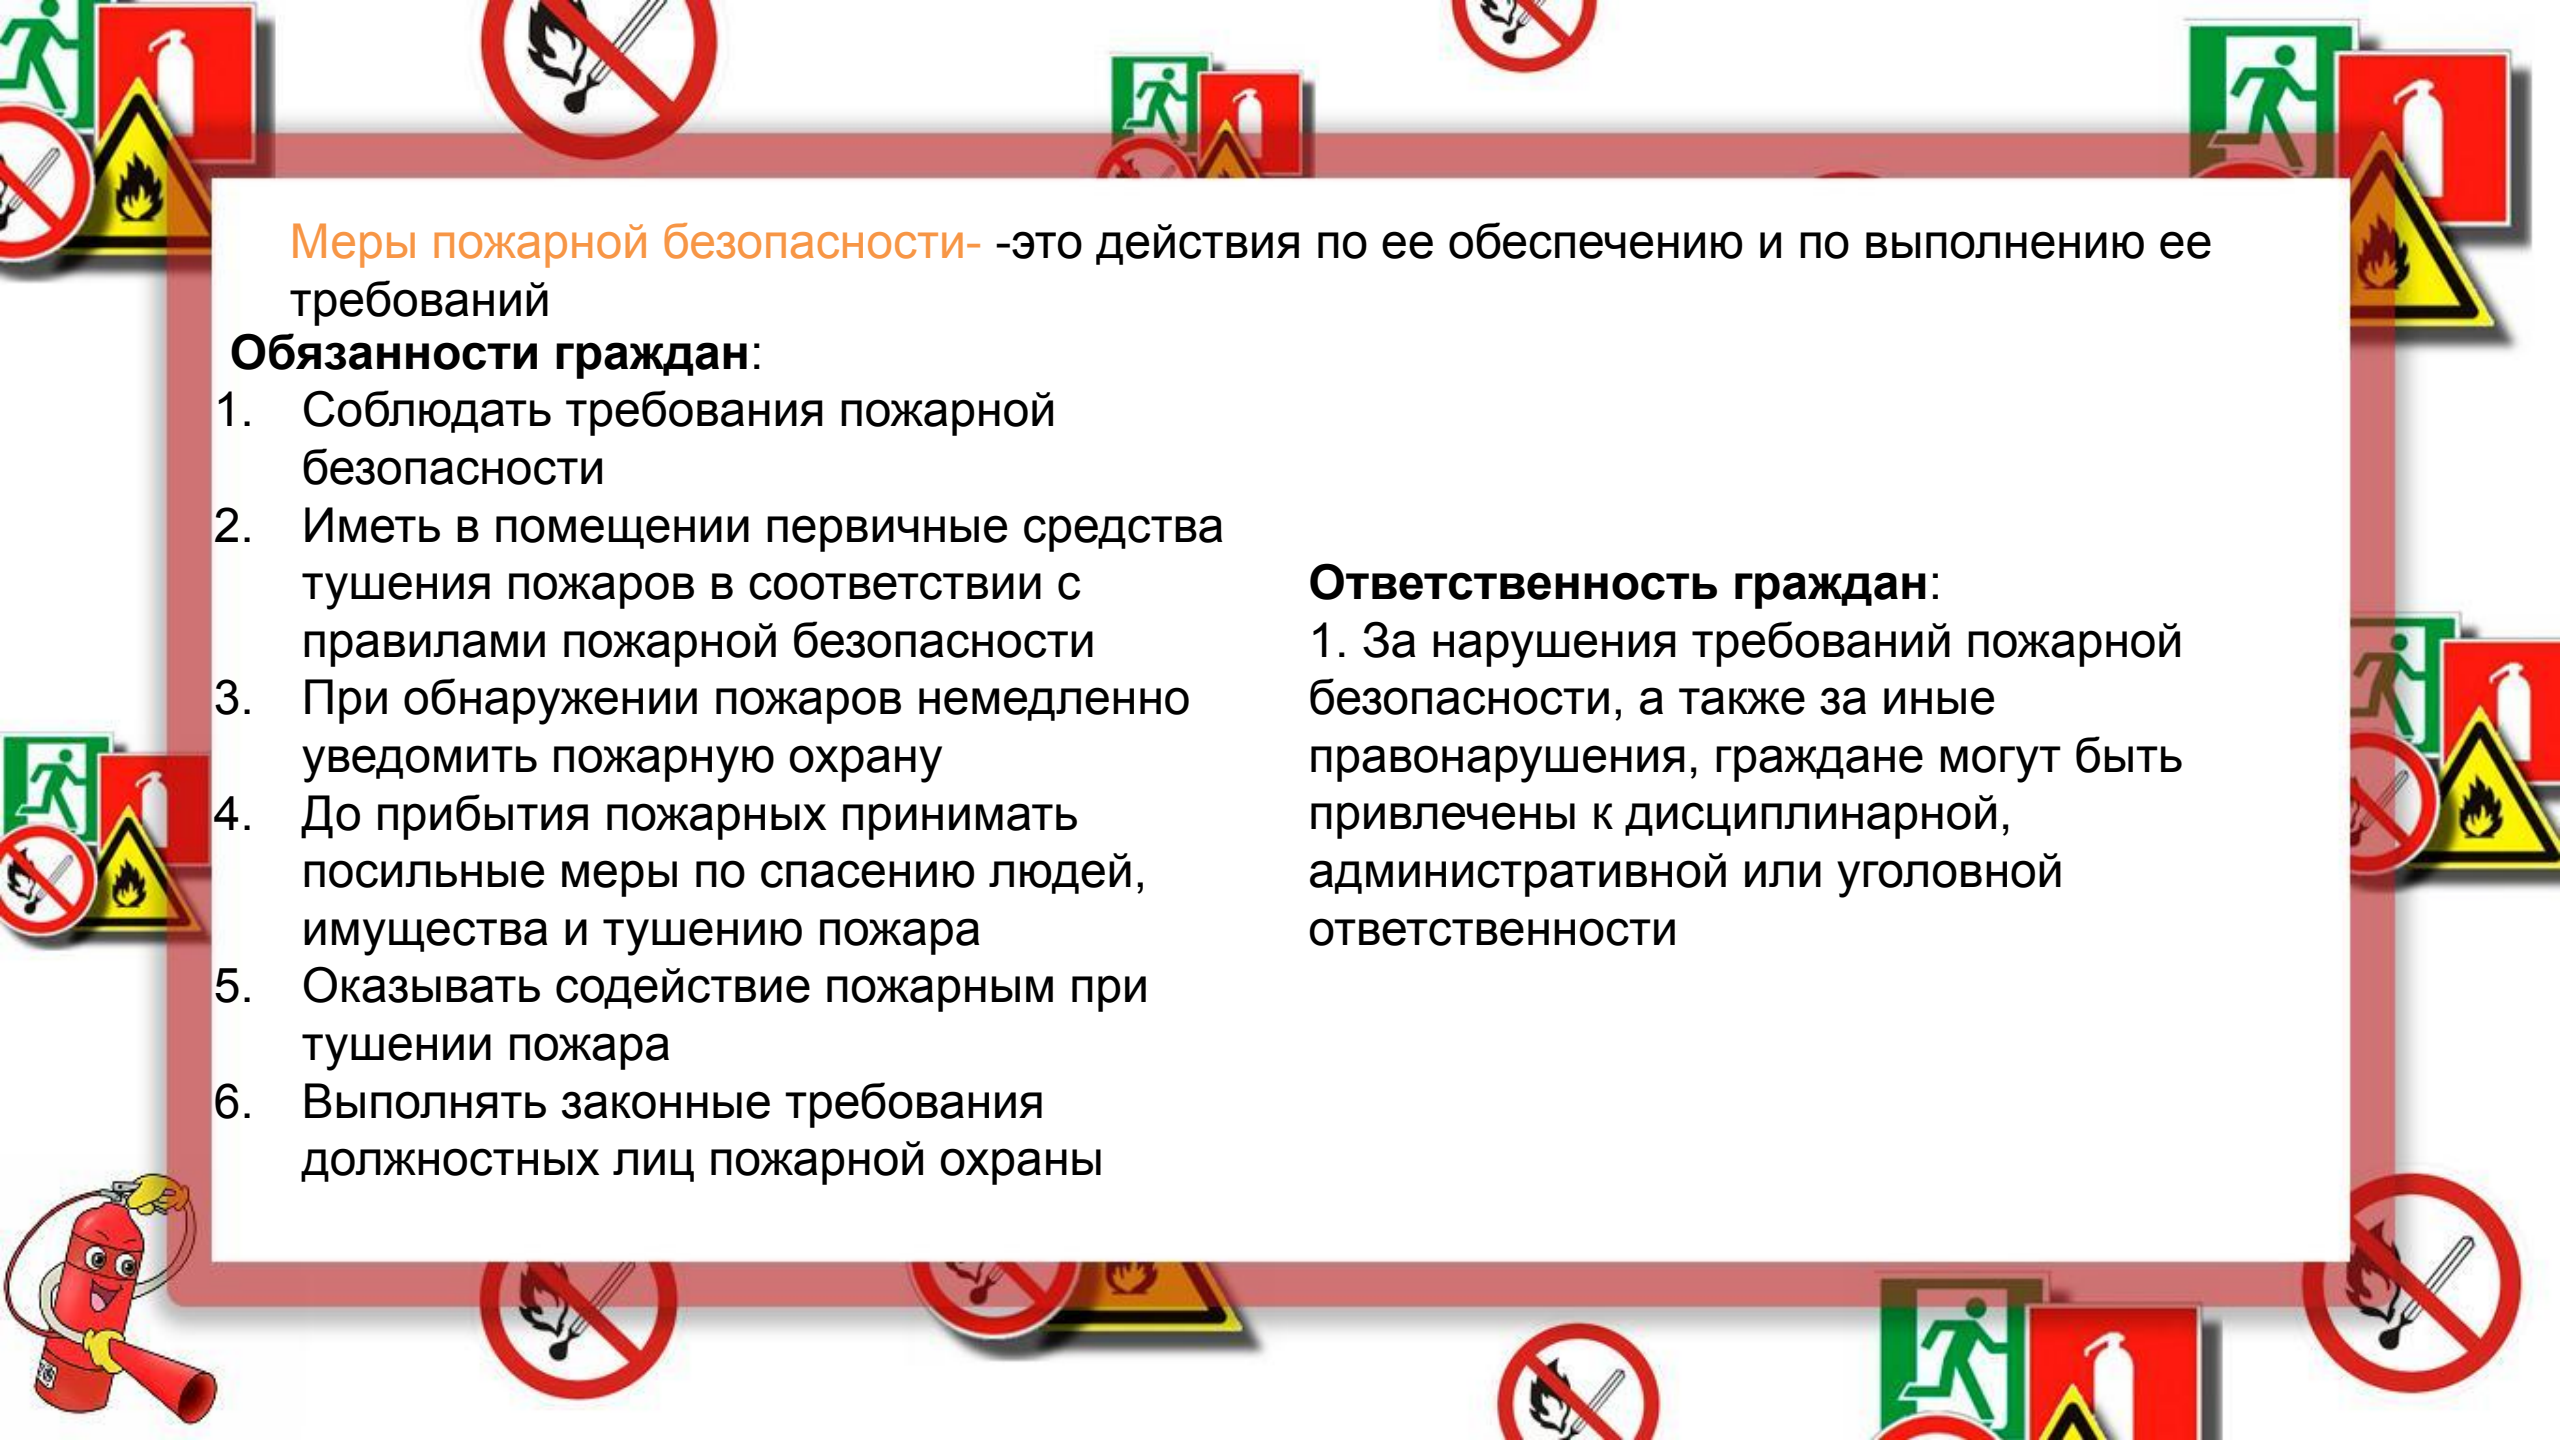 Меры пожарной безопасности- -это действия по ее обеспечению и по выполнению ее
требований
Обязанности граждан:
1. Соблюдать требования пожарной
безопасности
2. Иметь в помещении первичные средства
тушения пожаров в соответствии с
правилами пожарной безопасности
3. При обнаружении пожаров немедленно
уведомить пожарную охрану
4. До прибытия пожарных принимать
посильные меры по спасению людей,
имущества и тушению пожара
5. Оказывать содействие пожарным при
тушении пожара
6. Выполнять законные требования
должностных лиц пожарной охраны
Ответственность граждан:
1. За нарушения требований пожарной
безопасности, а также за иные
правонарушения, граждане могут быть
привлечены к дисциплинарной,
административной или уголовной
ответственности